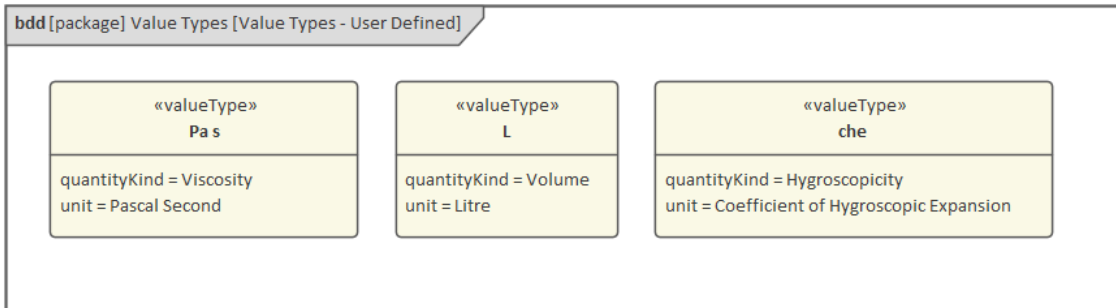 bdd [package] Value Types [Value Types - User Defined]
«valueType»
Pa s
quantityKind = Viscosity
unit = Pascal Second
«valueType»
L
quantityKind = Volume
unit = Litre
«valueType»
che
quantityKind = Hygroscopicity
unit = Coefficient of Hygroscopic Expansion